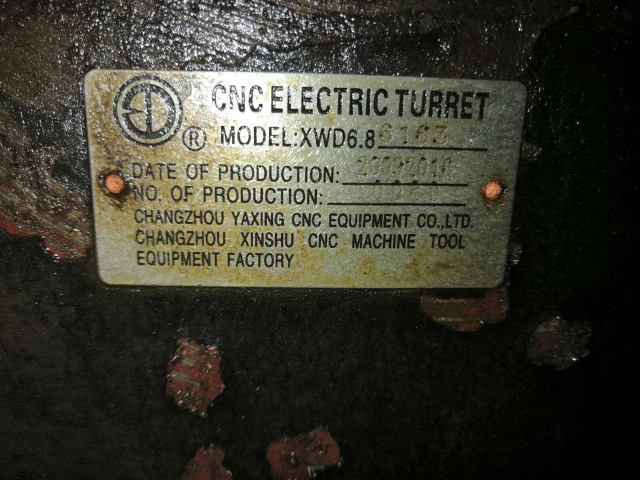 CNC ELECTRIC TURRET
® MODEL:XWD6.8 6163
DATE OF PRODUCTION:
NO. OF PRODUCTION:
CHANGZHOU YAXING CNC EQUIPMENT CO.,LTD.
CHANGZHOU XINSHU CNC MACHINE TOOL
EQUIPMENT FACTORY